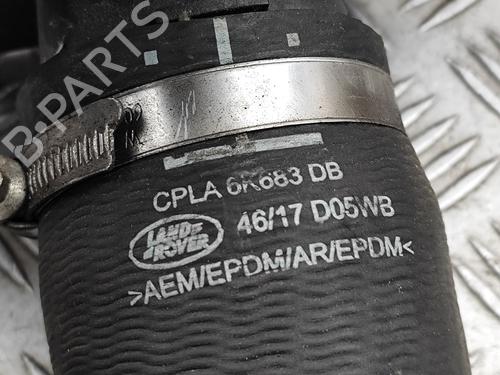 B-PARTS
CPLA 6K683 DB
LAND
ROVER
46/17 D05WB
>AEM/EPDM/AR/EPDM<